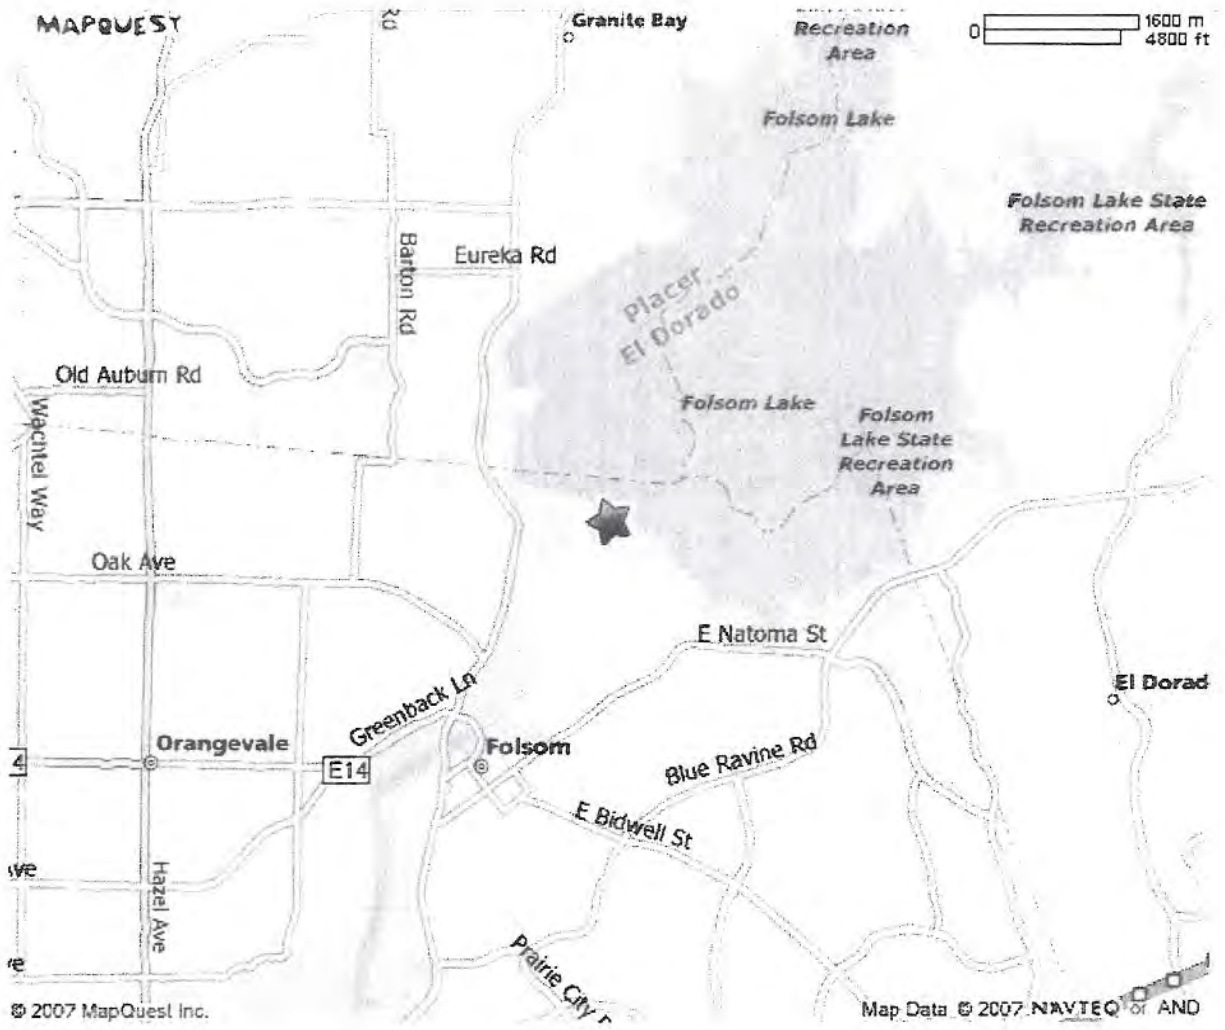 MAPQUEST
Rd
Granite Bay
Recreation
Area
0
1600 m
4800 ft
Folsom Lake
Folsom Lake State
Recreation Area
Barton Rd
Eureka Rd
Placer
El Dorado
Old Auburn Rd
Wachtel Way
Folsom Lake
Folsom
Lake State
Recreation
Area
Oak Ave
E Natoma St
El Dorad
Greenback Ln
Orangevale
E14
4
Folsom
Blue Ravine Rd
E Bidwell St
Hazel Ave
ve
Prairie City
© 2007 MapQuest Inc.
Map Data © 2007 NAVTEQ or AND